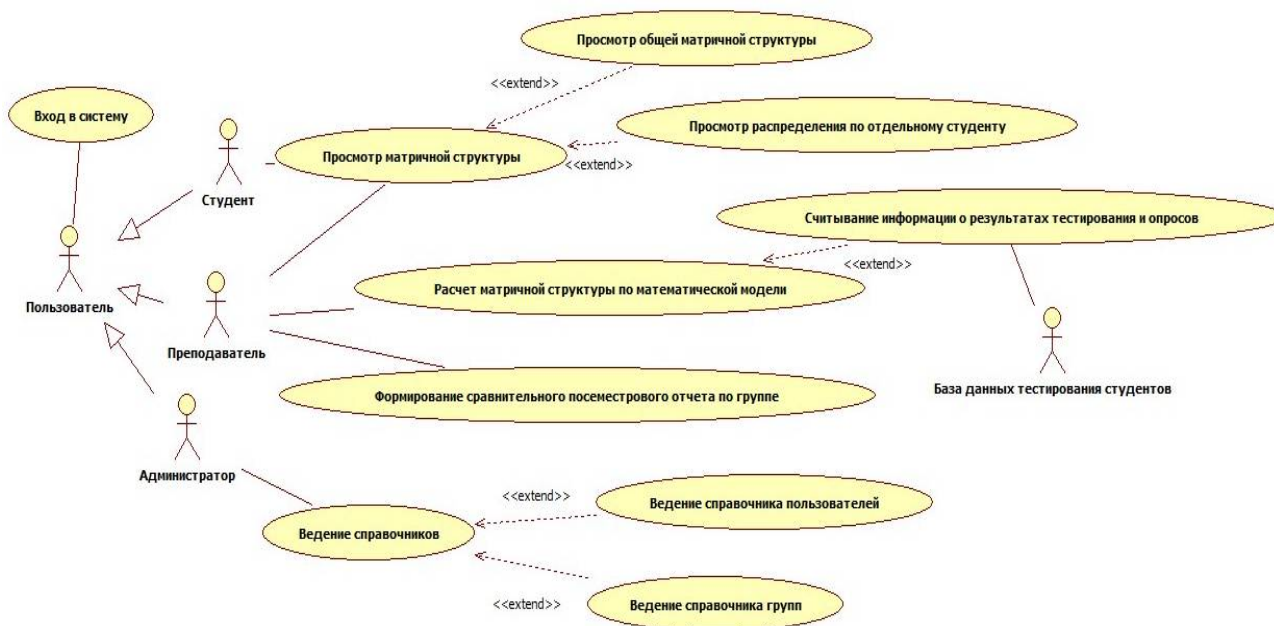 Просмотр общей матричной структуры
<<extend>>
Вход в систему
Просмотр распределения по отдельному студенту
Просмотр матричной структуры
<<extend>>
Студент
Считывание информации о результатах тестирования и опросов
<<extend>>
Расчет матричной структуры по математической модели
Пользователь
Преподаватель
База данных тестирования студентов
Формирование сравнительного посеместрового отчета по группе
Администратор
<<extend>>
Ведение справочника пользователей
Ведение справочников
<<extend>>
Ведение справочника групп